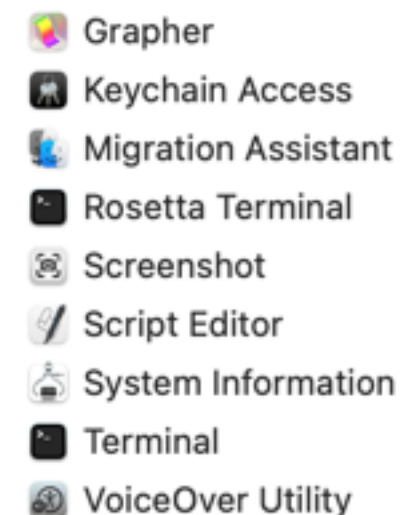 Grapher
Keychain Access
Migration Assistant
Rosetta Terminal
Screenshot
Script Editor
System Information
Terminal
VoiceOver Utility